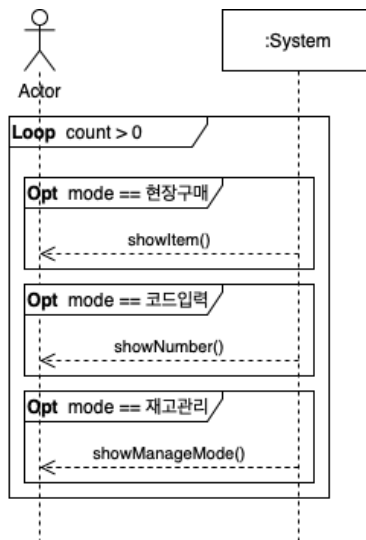 :System
Actor
Loop count > 0
Opt mode == 현장구매
showItem()
Opt mode == 코드입력
showNumber()
Opt mode == 재고관리
showManageMode()